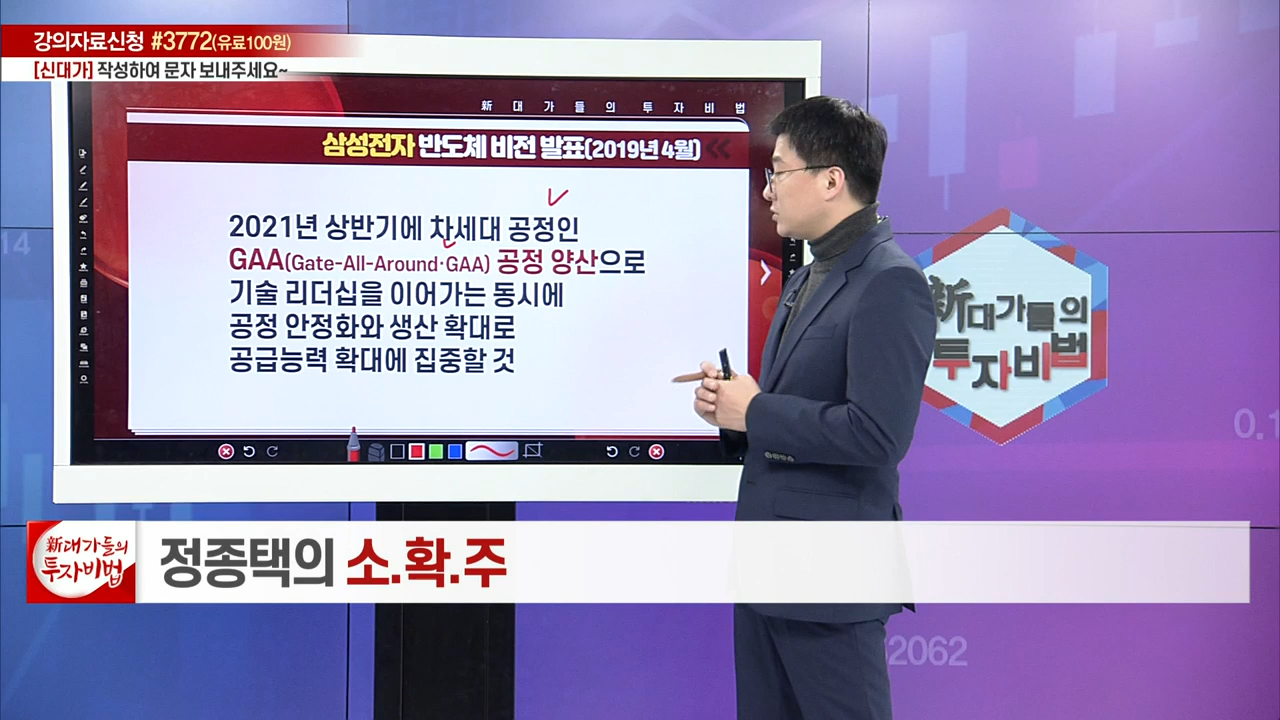 강의자료신청 #3772(유료100원)
[신대가] 작성하여 문자 보내주세요~
新대가들의 투자비법
삼성전자 반도체 비전 발표(2019년 4월)
2021년 상반기에 차세대 공정인
GAA(Gate-All-Around·GAA) 공정 양산으로
기술 리더십을 이어가는 동시에
공정 안정화와 생산 확대로
공급능력 확대에 집중할 것
新대가들의
투자비법
14
0.1
新대가들의
투자비법
정종택의 소.확.주
2062